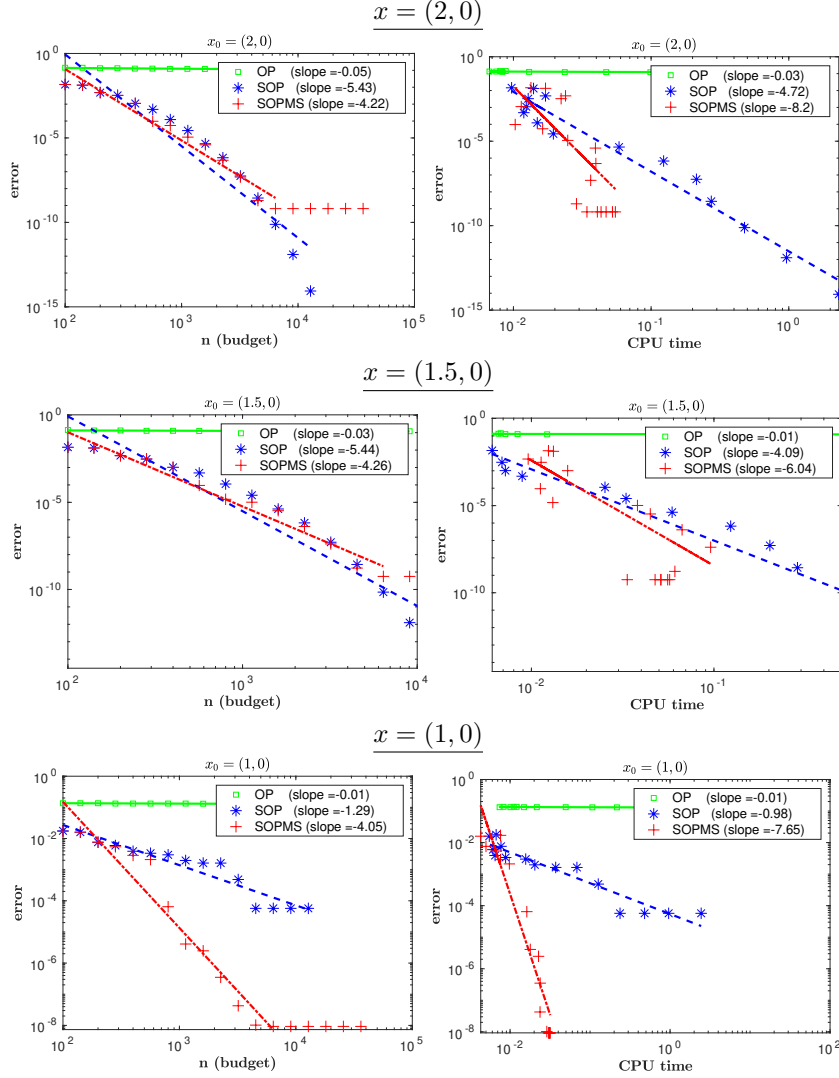 x = (2, 0)
x₀ = (2, 0)
OP (slope =-0.05)
SOP (slope =-5.43)
SOPMS (slope =-4.22)
error
10⁰
10⁻⁵
10⁻¹⁰
10⁻¹⁵
10² 10³ 10⁴ 10⁵
n (budget)
x₀ = (2, 0)
OP (slope =-0.03)
SOP (slope =-4.72)
SOPMS (slope =-8.2)
error
10⁰
10⁻⁵
10⁻¹⁰
10⁻¹⁵
10⁻² 10⁻¹ 10⁰
CPU time
x = (1.5, 0)
x₀ = (1.5, 0)
OP (slope =-0.03)
SOP (slope =-5.44)
SOPMS (slope =-4.26)
error
10⁰
10⁻⁵
10⁻¹⁰
10² 10³ 10⁴
n (budget)
x₀ = (1.5, 0)
OP (slope =-0.01)
SOP (slope =-4.09)
SOPMS (slope =-6.04)
error
10⁰
10⁻⁵
10⁻¹⁰
10⁻² 10⁻¹
CPU time
x = (1, 0)
x₀ = (1, 0)
OP (slope =-0.01)
SOP (slope =-1.29)
SOPMS (slope =-4.05)
error
10⁰
10⁻²
10⁻⁴
10⁻⁶
10⁻⁸
10² 10³ 10⁴ 10⁵
n (budget)
x₀ = (1, 0)
OP (slope =-0.01)
SOP (slope =-0.98)
SOPMS (slope =-7.65)
error
10⁰
10⁻²
10⁻⁴
10⁻⁶
10⁻⁸
10⁻² 10⁰ 10²
CPU time